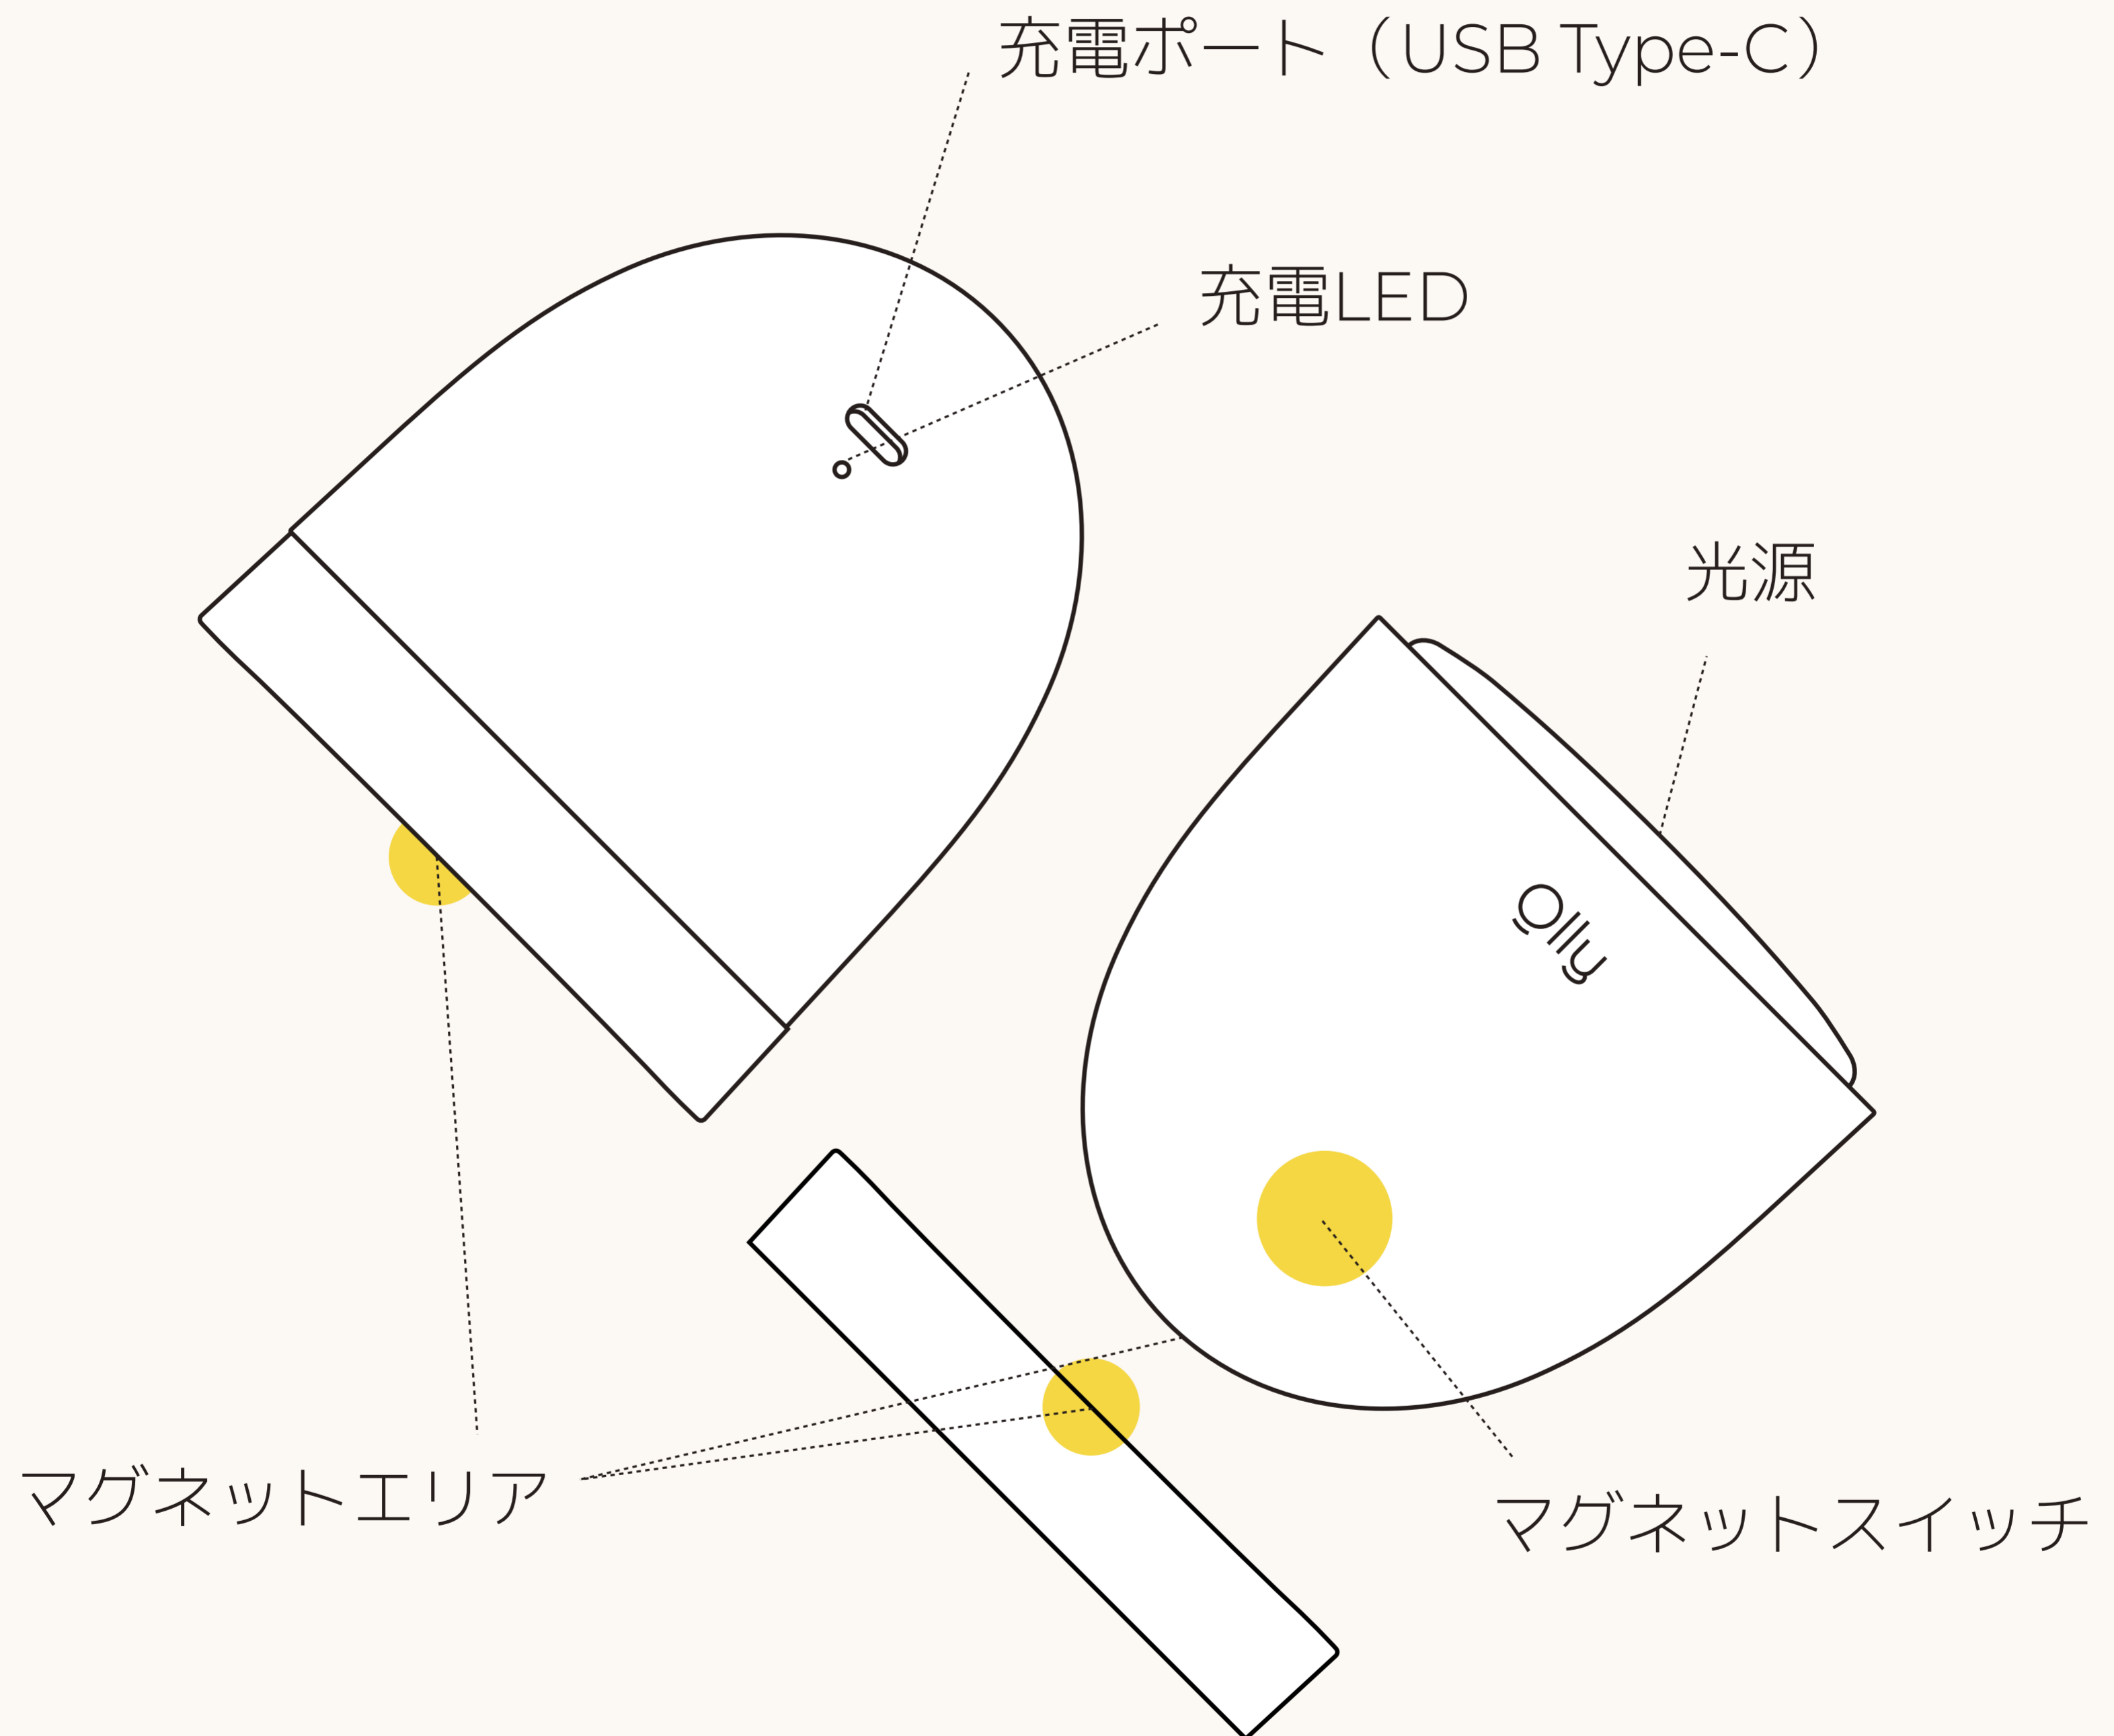 充電ポート（USB Type-C）
充電LED
光源
Olly
マグネットエリア
マグネットスイッチ